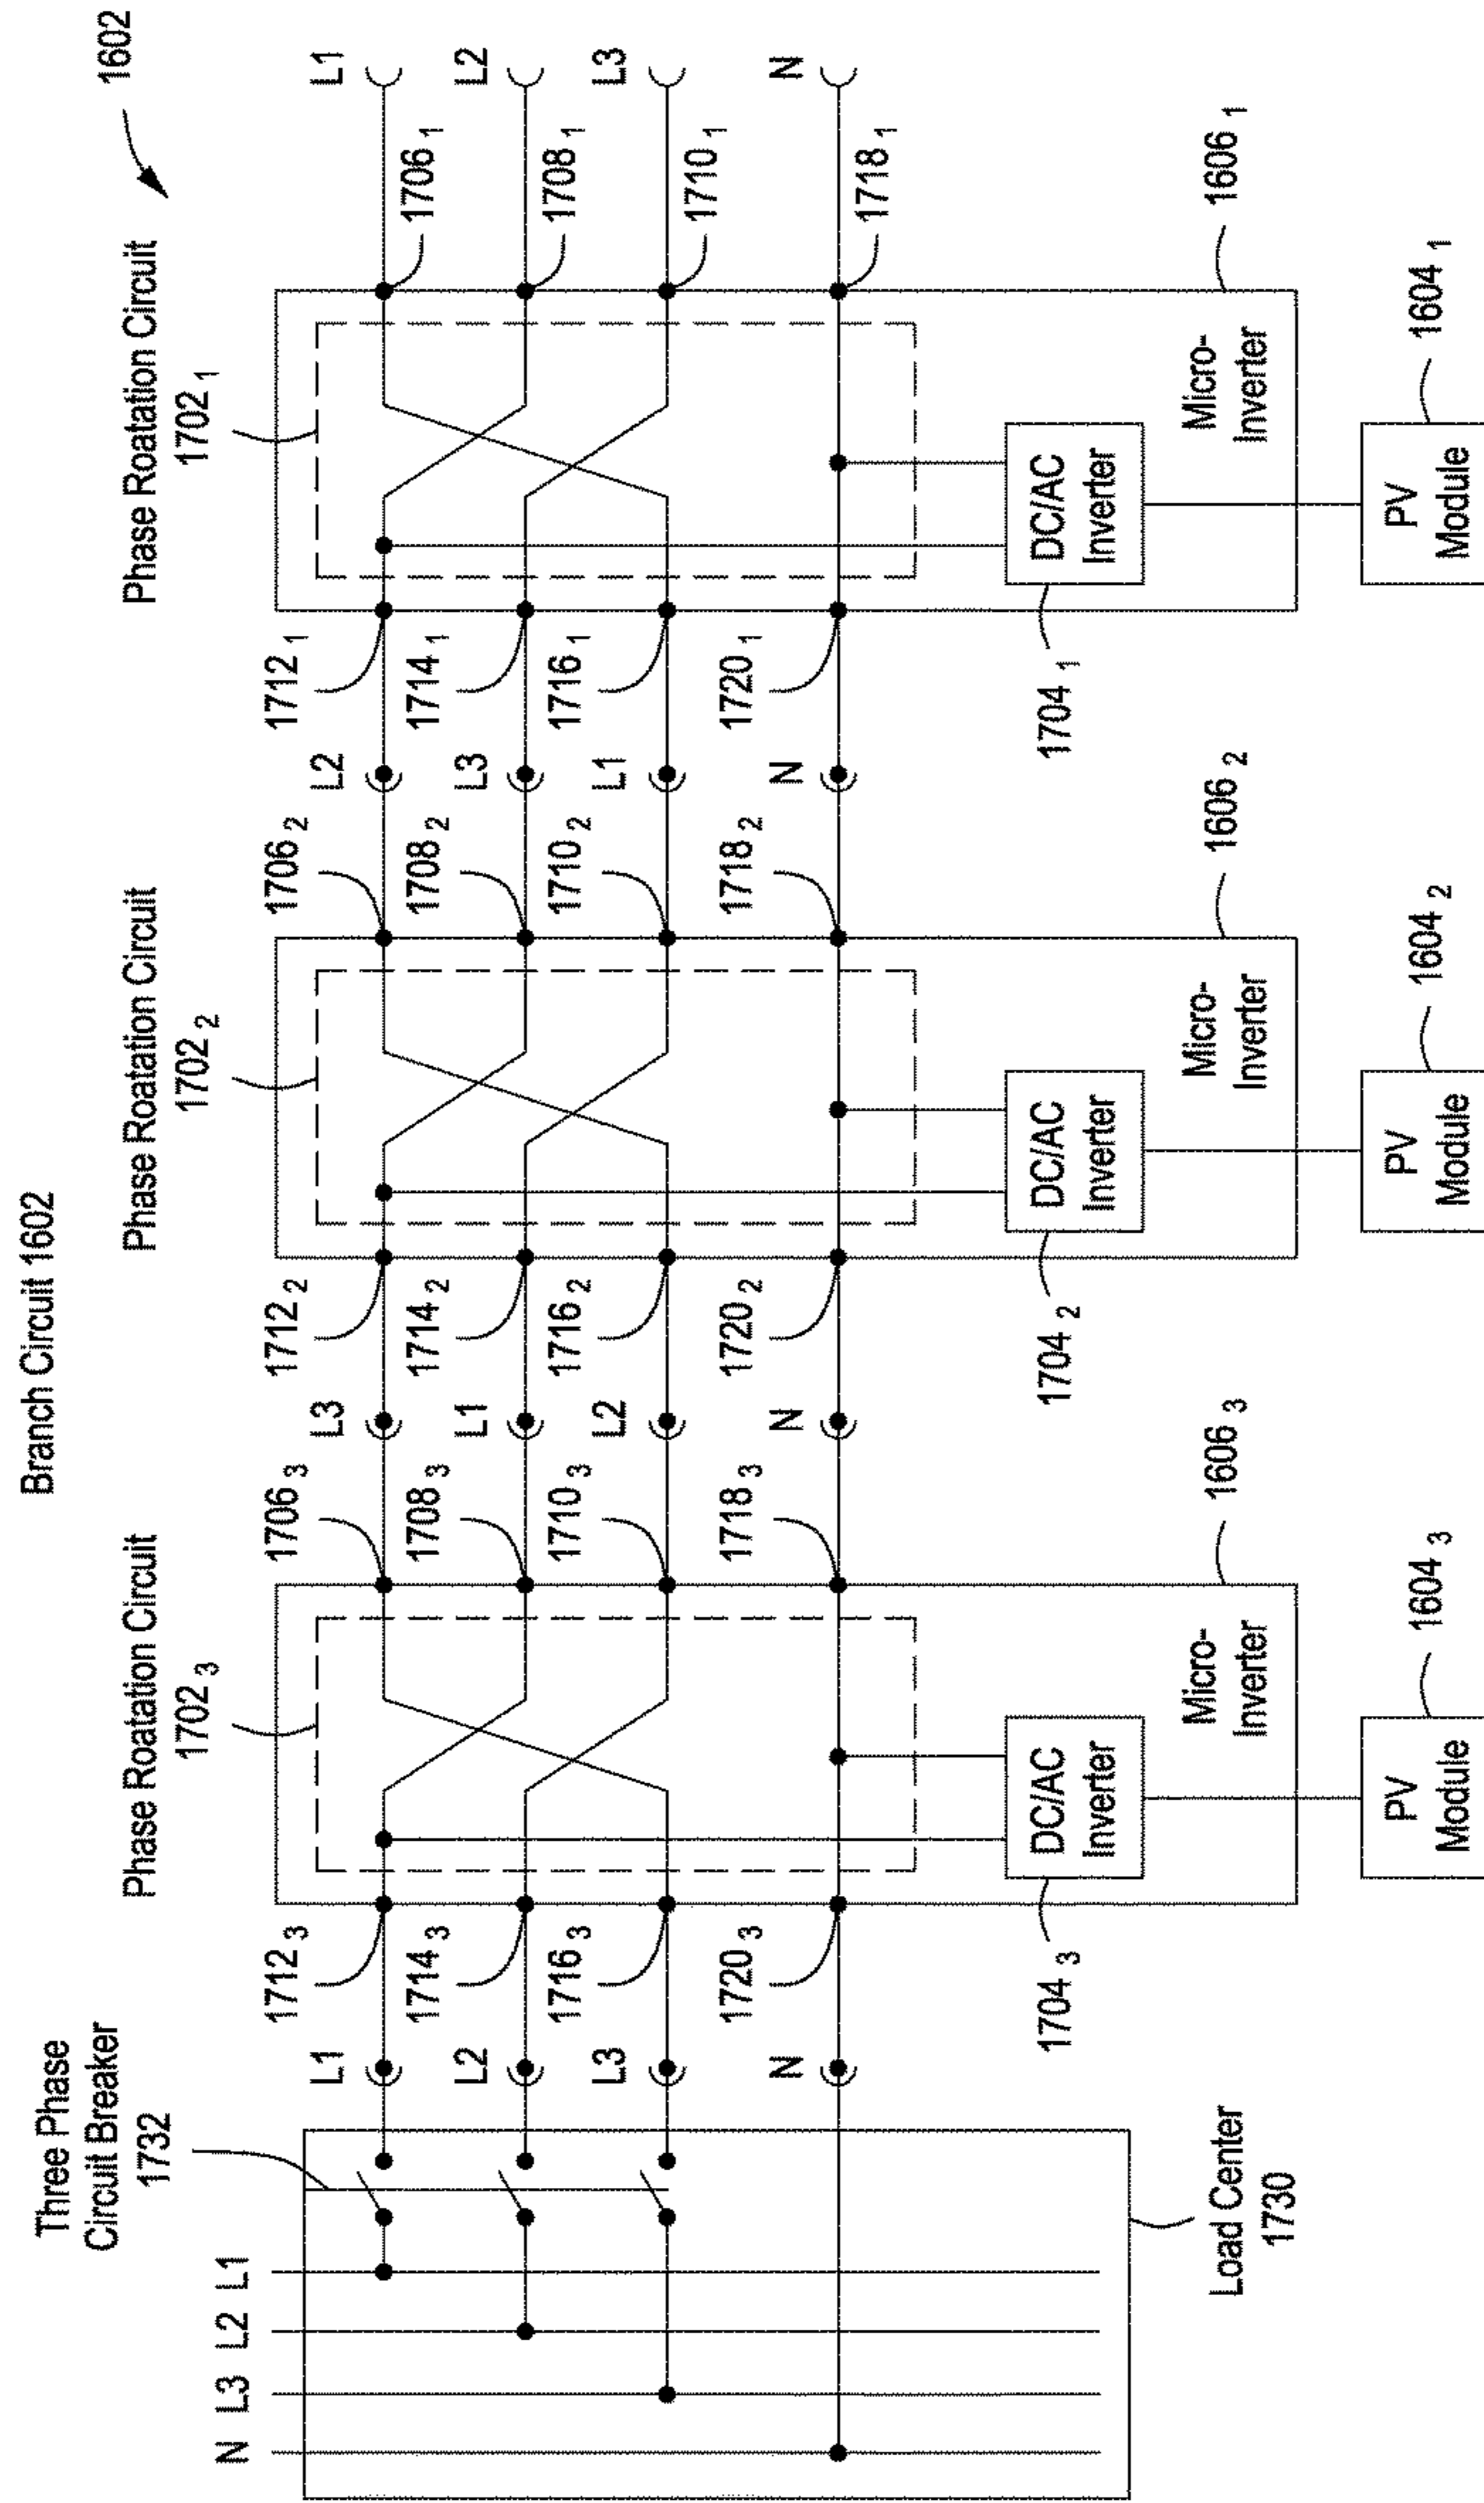 Branch Circuit 1602
Three Phase
Circuit Breaker
1732
Phase Roatation Circuit
1702 3
Phase Roatation Circuit
1702 2
Phase Roatation Circuit
1702 1
1602
N
L3
L2
L1
L1
L2
L3
N
1712 3
1714 3
1716 3
1720 3
1706 3
1708 3
1710 3
1718 3
L3
L1
L2
N
1712 2
1714 2
1716 2
1720 2
1706 2
1708 2
1710 2
1718 2
L2
L3
L1
N
1712 1
1714 1
1716 1
1720 1
1706 1
1708 1
1710 1
1718 1
L1
L2
L3
N
Load Center
1730
1704 3
DC/AC
Inverter
Micro-
Inverter
1606 3
1704 2
DC/AC
Inverter
Micro-
Inverter
1606 2
1704 1
DC/AC
Inverter
Micro-
Inverter
1606 1
PV
Module
1604 3
PV
Module
1604 2
PV
Module
1604 1